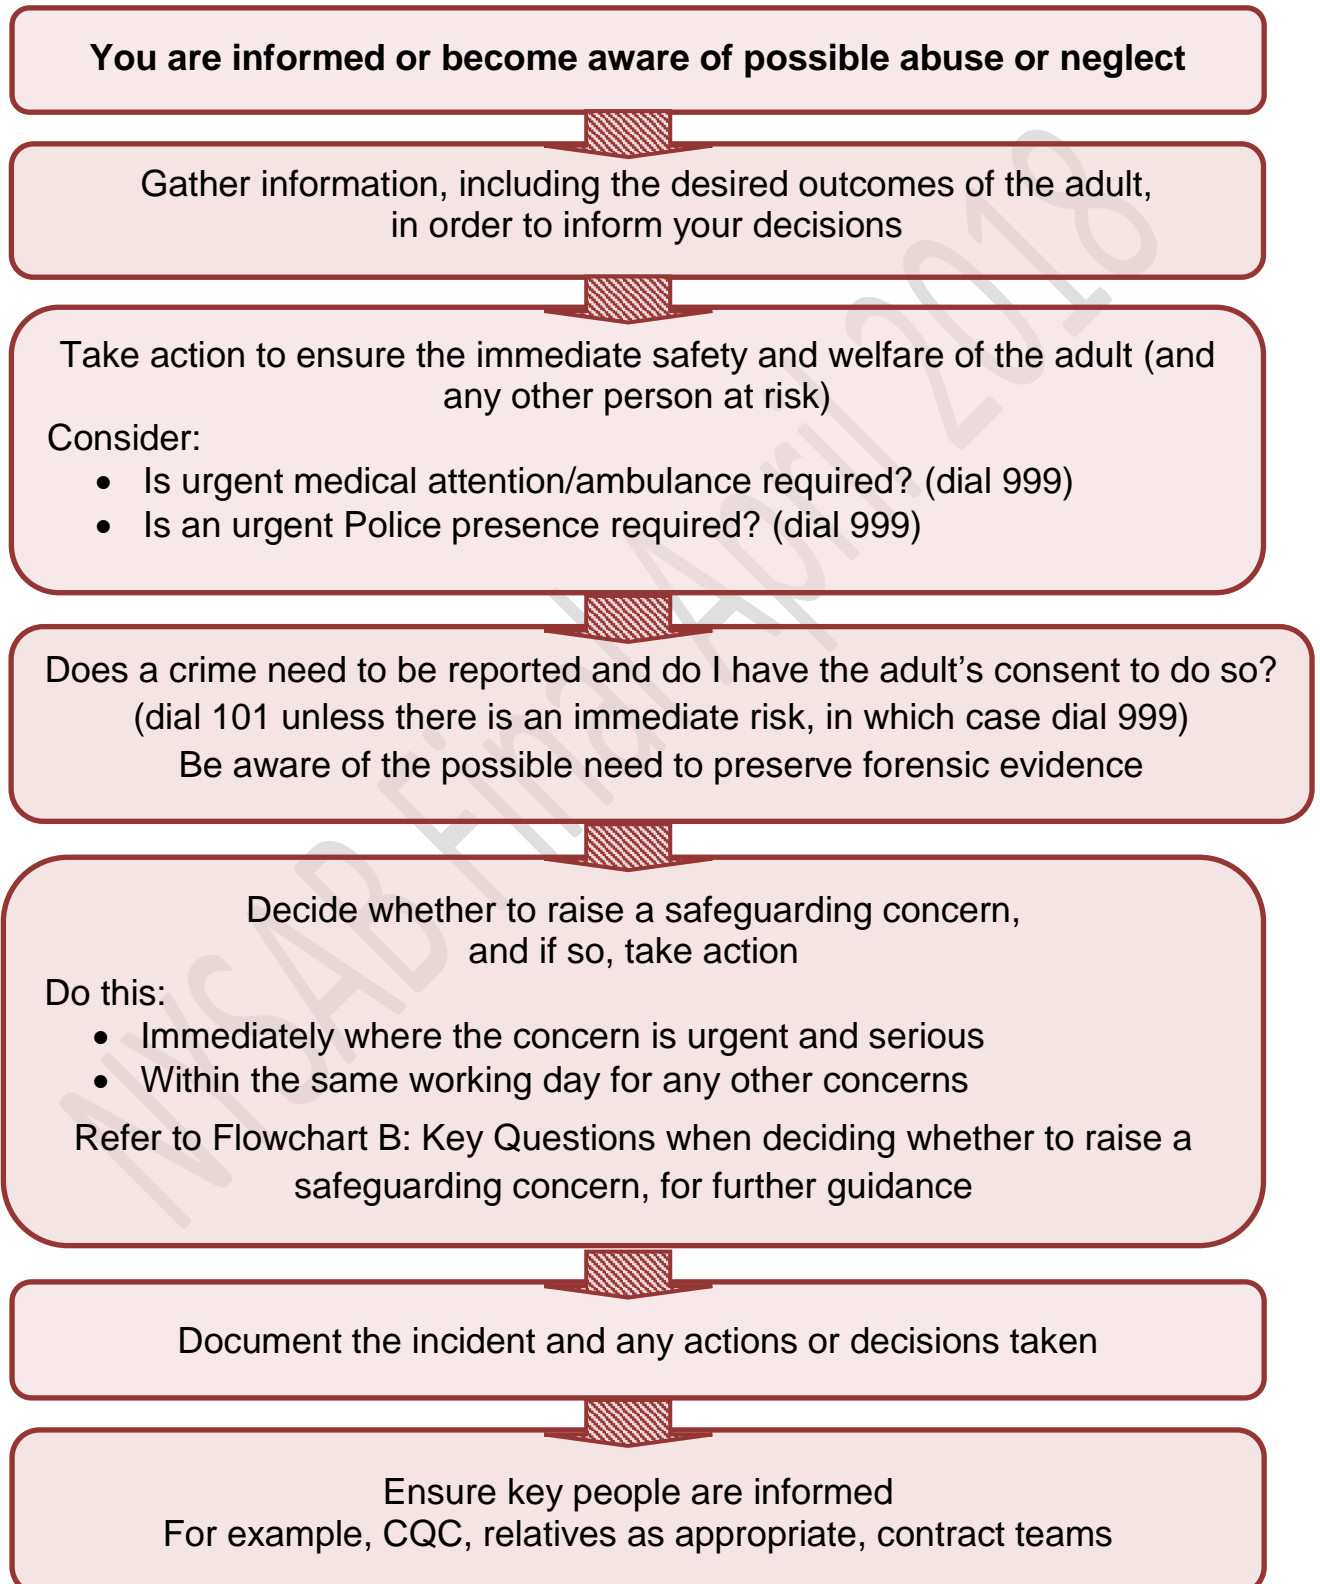 You are informed or become aware of possible abuse or neglect
Gather information, including the desired outcomes of the adult,
in order to inform your decisions
Take action to ensure the immediate safety and welfare of the adult (and
any other person at risk)
Consider:
• Is urgent medical attention/ambulance required? (dial 999)
• Is an urgent Police presence required? (dial 999)
Does a crime need to be reported and do I have the adult’s consent to do so?
(dial 101 unless there is an immediate risk, in which case dial 999)
Be aware of the possible need to preserve forensic evidence
Decide whether to raise a safeguarding concern,
and if so, take action
Do this:
• Immediately where the concern is urgent and serious
• Within the same working day for any other concerns
Refer to Flowchart B: Key Questions when deciding whether to raise a
safeguarding concern, for further guidance
Document the incident and any actions or decisions taken
Ensure key people are informed
For example, CQC, relatives as appropriate, contract teams
NYSAB Final April 2018